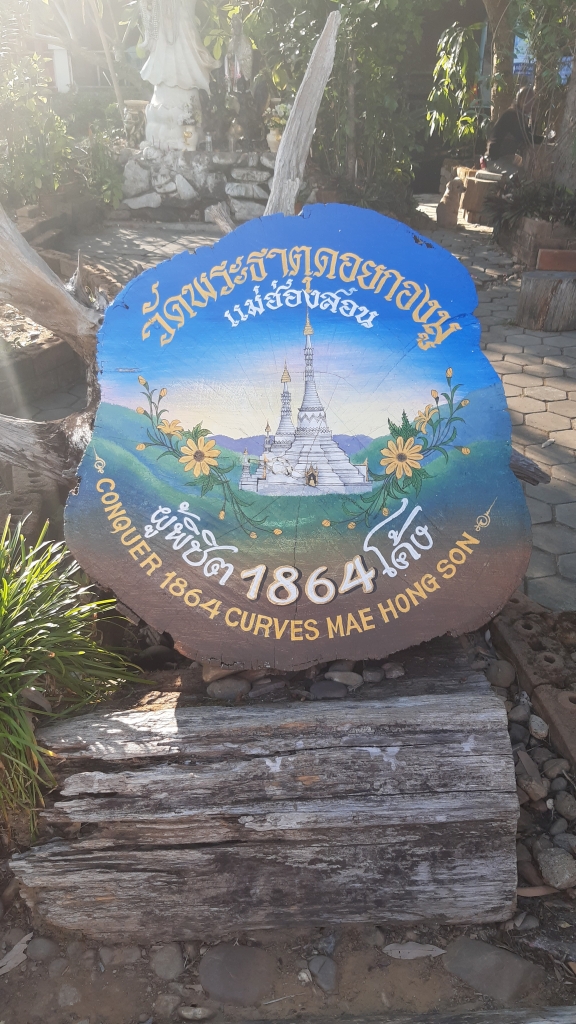 วัดพระธาตุดอยกองมู
แม่ฮ่องสอน
ผู้พิชิต 1864 โค้ง
CONQUER 1864 CURVES MAE HONG SON